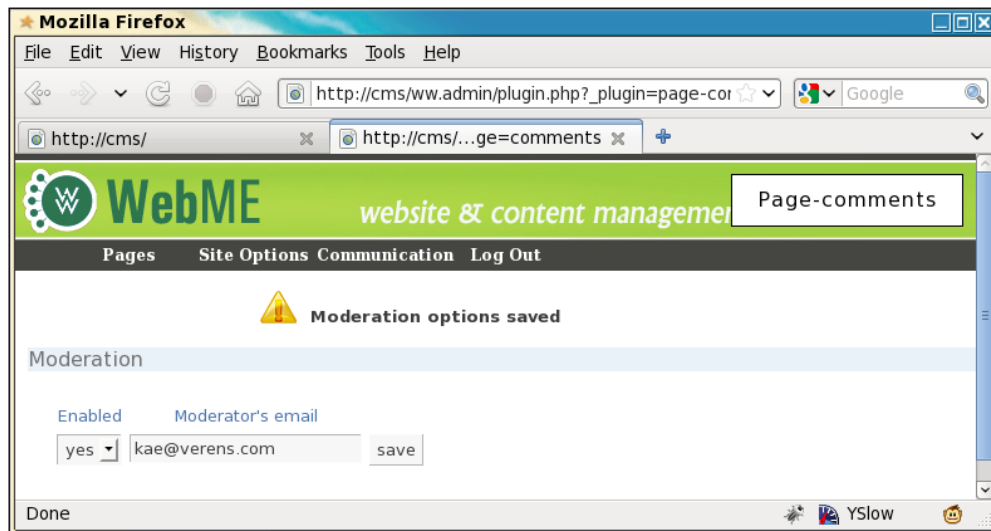 Mozilla Firefox
File Edit View History Bookmarks Tools Help
http://cms/ww.admin/plugin.php?_plugin=page-cor Google
http://cms/ http://cms/...ge=comments
W W WebME website & content managemen Page-comments
Pages Site Options Communication Log Out
Moderation options saved
Moderation
Enabled Moderator's email
yes kae@verens.com save
Done YSlow